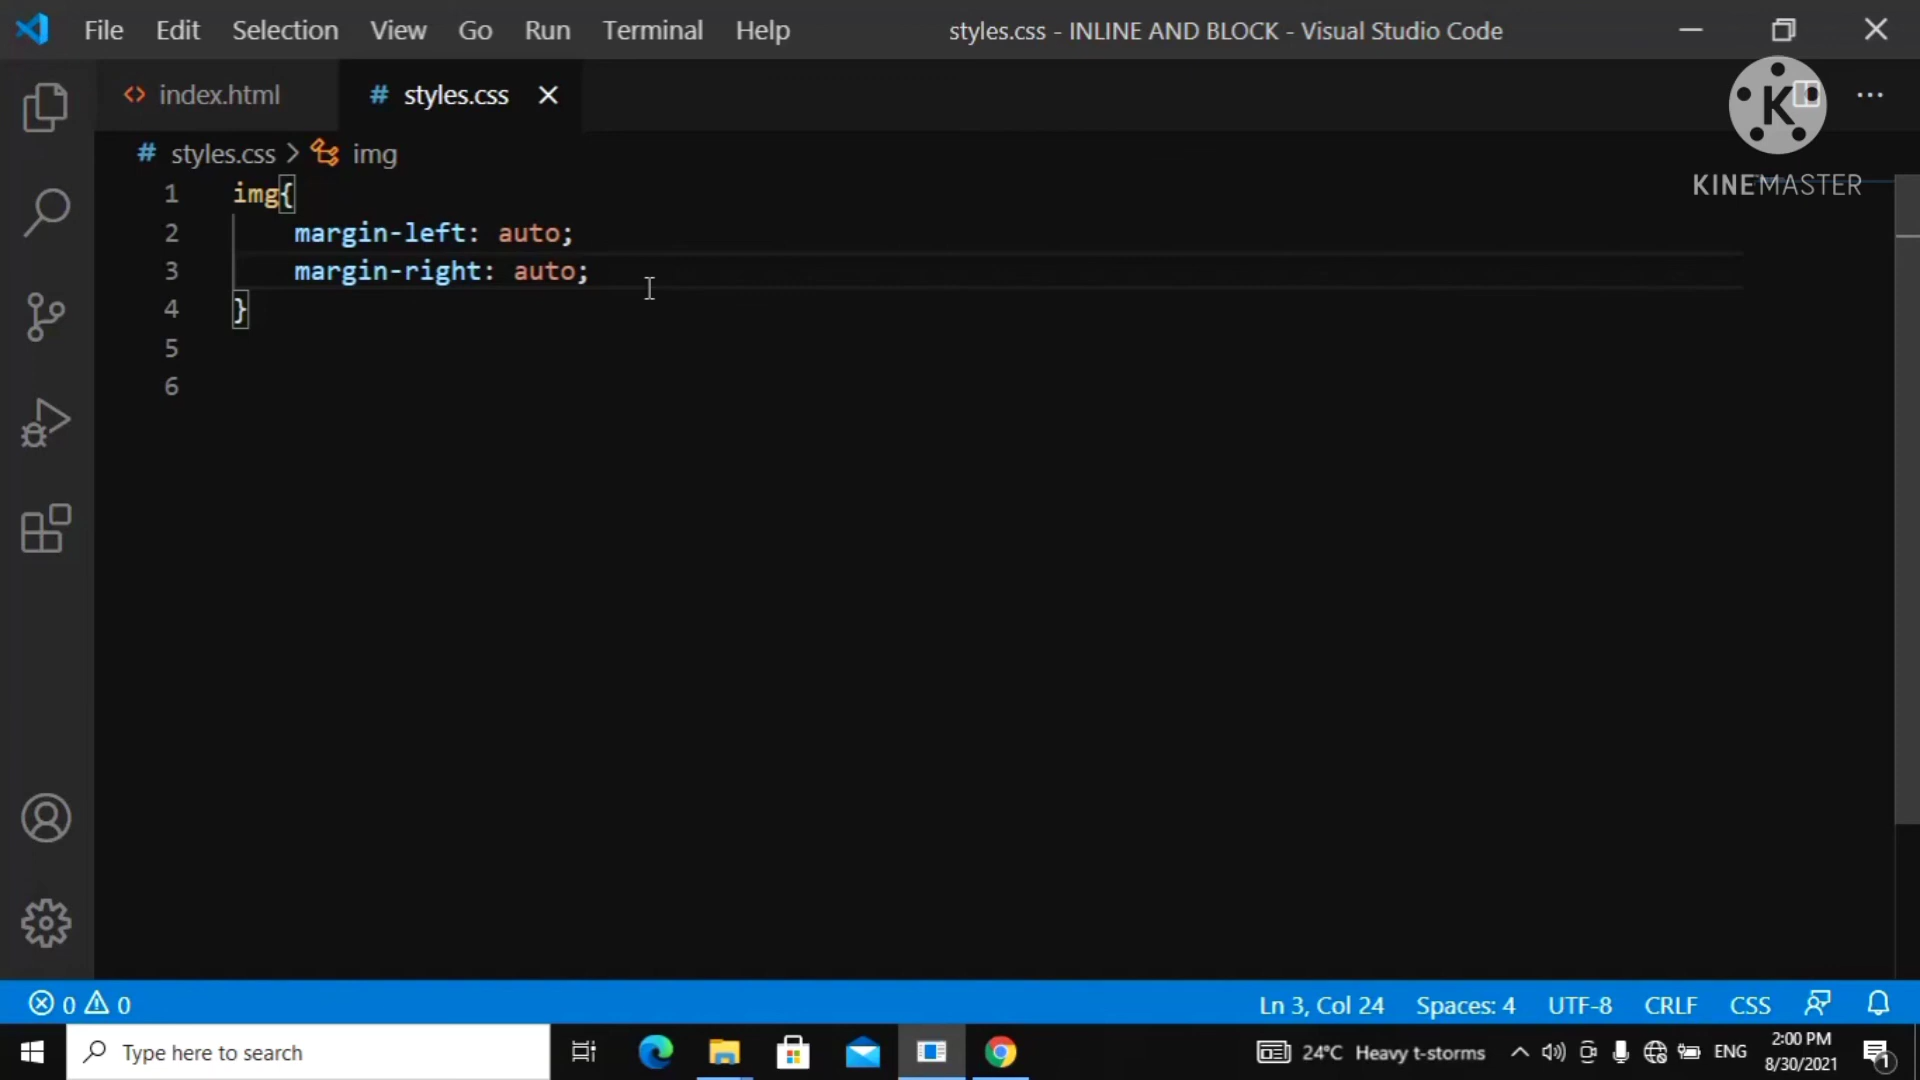 File Edit Selection View Go Run Terminal Help styles.css - INLINE AND BLOCK - Visual Studio Code
<> index.html # styles.css
K
KINEMASTER
# styles.css > img
1 img{
2 margin-left: auto;
3 margin-right: auto;
4 }
5
6
0 0 Ln 3, Col 24 Spaces: 4 UTF-8 CRLF CSS
Type here to search 24°C Heavy t-storms ENG 2:00 PM
8/30/2021 1